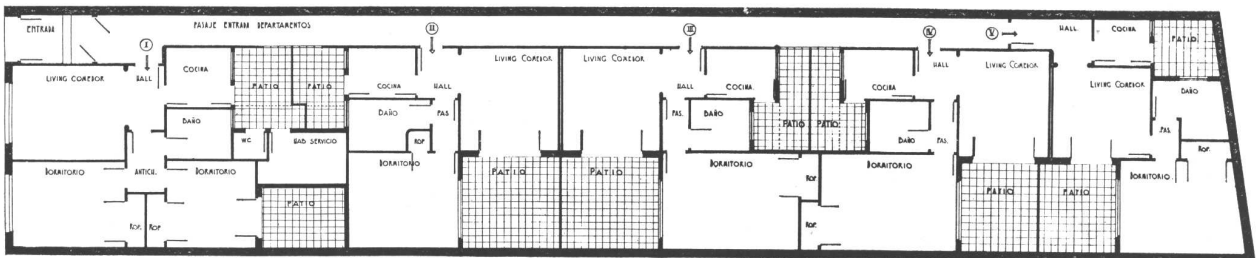 ENTRADA
PASAJE ENTRADA DEPARTAMENTOS
I
II
III
IV
V
HALL
COCINA
PATIO
LIVING COMEDOR
HALL
COCINA
PATIO
PATIO
COCINA
HALL
LIVING COMEDOR
LIVING COMEDOR
HALL
COCINA
COCINA
HALL
LIVING COMEDOR
LIVING COMEDOR
BAÑO
BAÑO
PAS.
PAS.
BAÑO
PATIO
PATIO
BAÑO
PAS.
PAS.
BAÑO
WC
HAB SERVICIO
ROP
ROP.
DORMITORIO
ANTICU.
DORMITORIO
PATIO
DORMITORIO
PATIO
PATIO
DORMITORIO
ROP.
DORMITORIO
PATIO
PATIO
DORMITORIO
ROP.
ROP.
ROP.